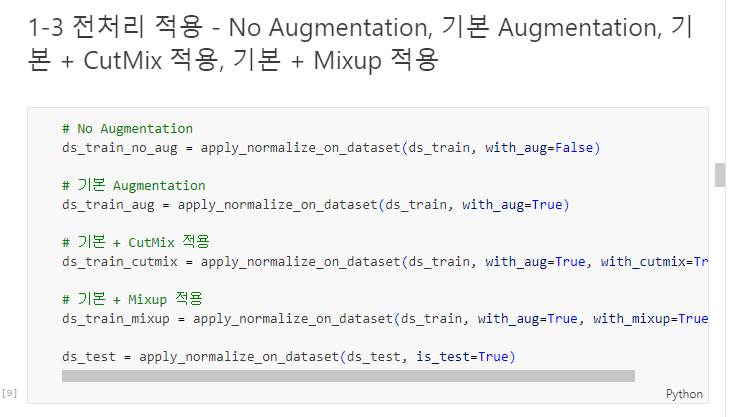 1-3 전처리 적용 - No Augmentation, 기본 Augmentation, 기
본 + CutMix 적용, 기본 + Mixup 적용
# No Augmentation
ds_train_no_aug = apply_normalize_on_dataset(ds_train, with_aug=False)
# 기본 Augmentation
ds_train_aug = apply_normalize_on_dataset(ds_train, with_aug=True)
# 기본 + CutMix 적용
ds_train_cutmix = apply_normalize_on_dataset(ds_train, with_aug=True, with_cutmix=Tr
# 기본 + Mixup 적용
ds_train_mixup = apply_normalize_on_dataset(ds_train, with_aug=True, with_mixup=True
ds_test = apply_normalize_on_dataset(ds_test, is_test=True)
[9]
Python